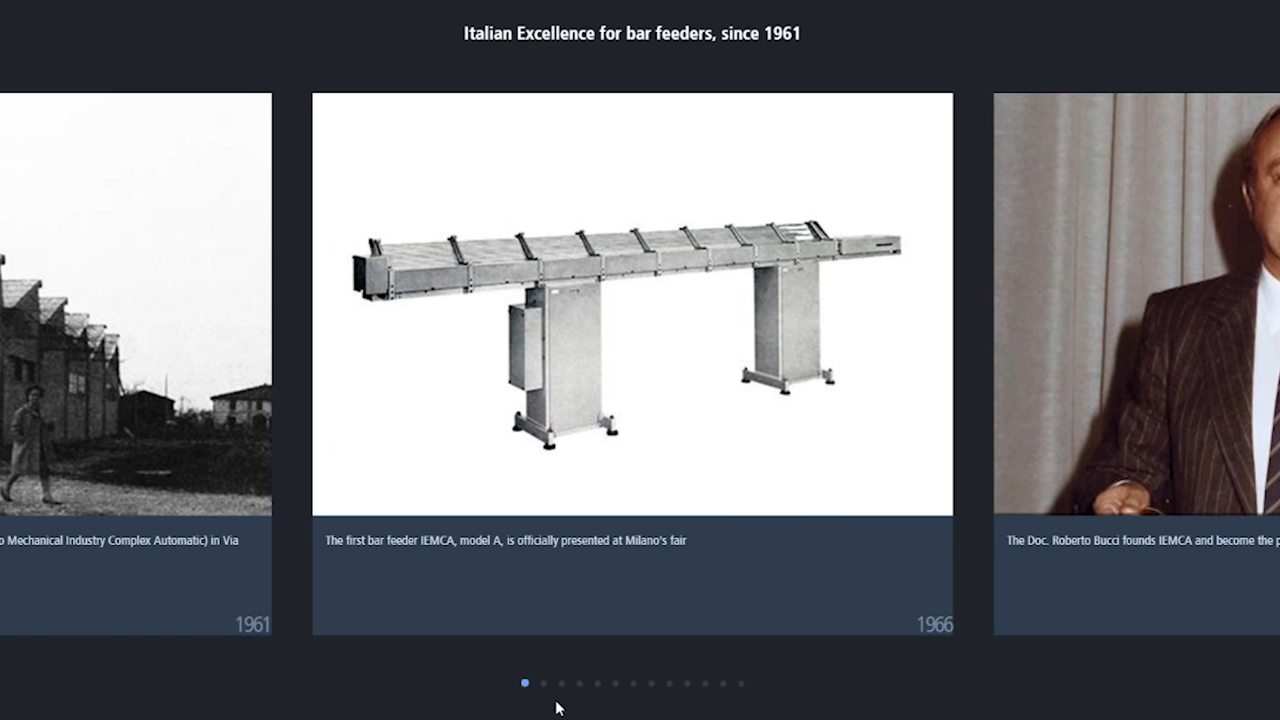 Italian Excellence for bar feeders, since 1961
Mechanical Industry Complex Automatic) in Via
1961
The first bar feeder IEMCA, model A, is officially presented at Milano's fair
1966
The Doc. Roberto Bucci founds IEMCA and become the